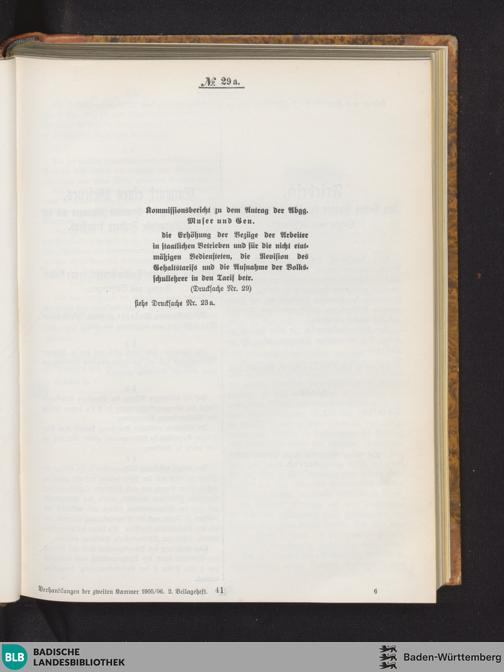 № 29a.
Kommissionsbericht zu dem Antrag der Abgg.
Muser und Gen.
die Erhöhung der Bezüge der Arbeiter
in staatlichen Betrieben und für die nicht etat-
mäßigen Bediensteten, die Revision des
Gehaltstarifs und die Aufnahme der Volks-
schullehrer in den Tarif betr.
(Drucksache Nr. 29)
siehe Drucksache Nr. 23a.
Verhandlungen der zweiten Kammer 1905/06. 2. Beilageheft. 41 6
BLB BADISCHE
LANDESBIBLIOTHEK
Baden-Württemberg